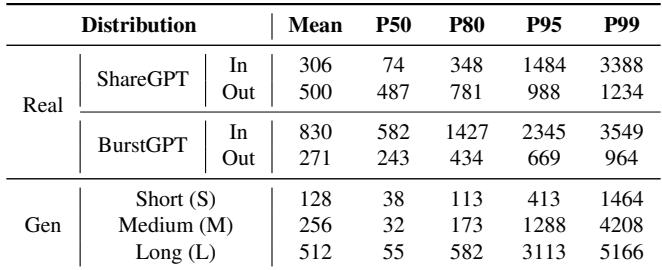 Distribution Mean P50 P80 P95 P99
Real ShareGPT In 306 74 348 1484 3388
Out 500 487 781 988 1234
BurstGPT In 830 582 1427 2345 3549
Out 271 243 434 669 964
Gen Short (S) 128 38 113 413 1464
Medium (M) 256 32 173 1288 4208
Long (L) 512 55 582 3113 5166